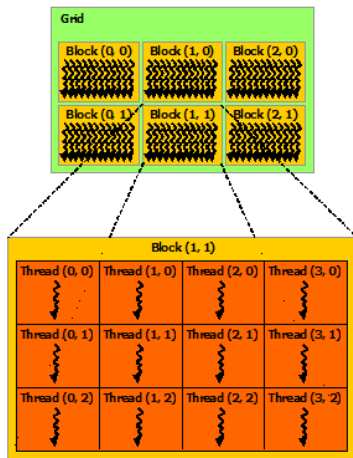 Grid
Block (0, 0) Block (1, 0) Block (2, 0)
Block (0, 1) Block (1, 1) Block (2, 1)
Block (1, 1)
Thread (0, 0) Thread (1, 0) Thread (2, 0) Thread (3, 0)
Thread (0, 1) Thread (1, 1) Thread (2, 1) Thread (3, 1)
Thread (0, 2) Thread (1, 2) Thread (2, 2) Thread (3, 2)